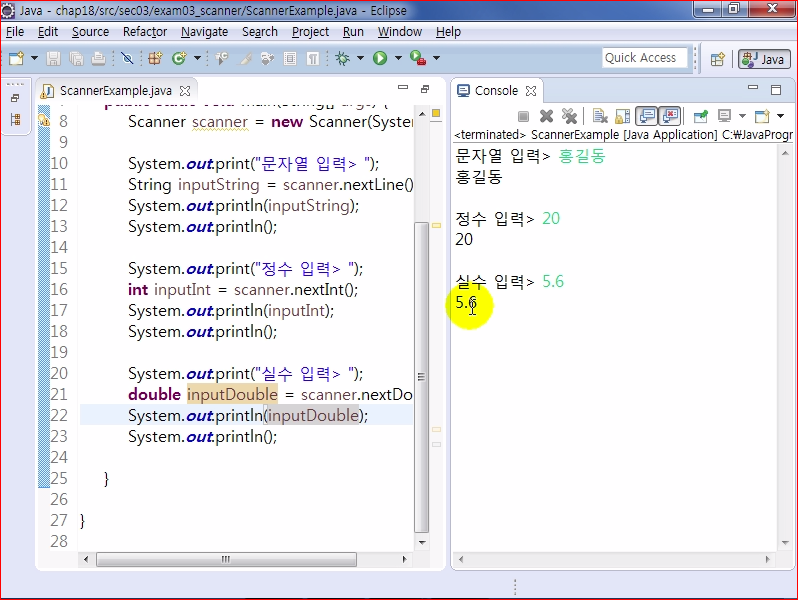 Java - chap18/src/sec03/exam03_scanner/ScannerExample.java - Eclipse
File Edit Source Refactor Navigate Search Project Run Window Help
Quick Access
Java
ScannerExample.java
8 Scanner scanner = new Scanner(System
9
10 System.out.print("문자열 입력> ");
11 String inputString = scanner.nextLine()
12 System.out.println(inputString);
13 System.out.println();
14
15 System.out.print("정수 입력> ");
16 int inputInt = scanner.nextInt();
17 System.out.println(inputInt);
18 System.out.println();
19
20 System.out.print("실수 입력> ");
21 double inputDouble = scanner.nextDo
22 System.out.println(inputDouble);
23 System.out.println();
24
25 }
26
27 }
28
Console
<terminated> ScannerExample [Java Application] C:₩JavaProgr
문자열 입력> 홍길동
홍길동
정수 입력> 20
20
실수 입력> 5.6
5.6